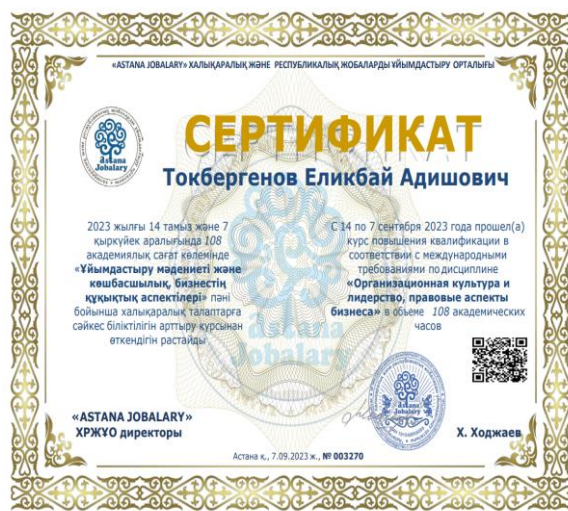 «ASTANA JOBALARY» ХАЛЫҚАРАЛЫҚ ЖӘНЕ РЕСПУБЛИКАЛЫҚ ЖОБАЛАРДЫ ҰЙЫМДАСТЫРУ ОРТАЛЫҒЫ
Astana
Jobalary
СЕРТИФИКАТ
Токбергенов Еликбай Адишович
2023 жылғы 14 тамыз және 7
қыркүйек аралығында 108
академиялық сағат көлемінде
«Ұйымдастыру мәдениеті және
көшбасшылық, бизнестің
құқықтық аспектілері» пәні
бойынша халықаралық талаптарға
сәйкес біліктілігін арттыру курсынан
өткендігін растайды
С 14 по 7 сентября 2023 года прошел(а)
курс повышения квалификации в
соответствии с международными
требованиями по дисциплине
«Организационная культура и
лидерство, правовые аспекты
бизнеса» в объеме 108 академических
часов
Astana
Jobalary
«ASTANA JOBALARY»
ХРЖҰО директоры
Astana
Jobalary
Х. Ходжаев
Астана қ., 7.09.2023 ж., № 003270